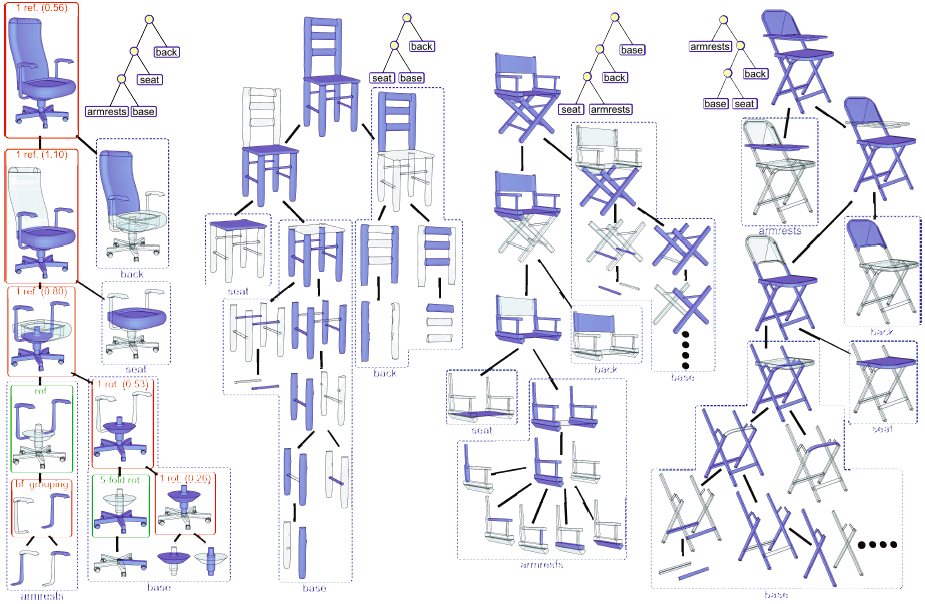 1 ref. (0.56)
back
seat
armrests base
1 ref. (1.10)
back
1 ref. (0.80)
seat
ref
1 rot. (0.53)
bf grouping
5-fold rot
1 rot. (0.26)
armrests
base
back
seat base
seat
back
base
base
back
seat armrests
back
base
seat
armrests
armrests
back
base seat
armrests
back
seat
base